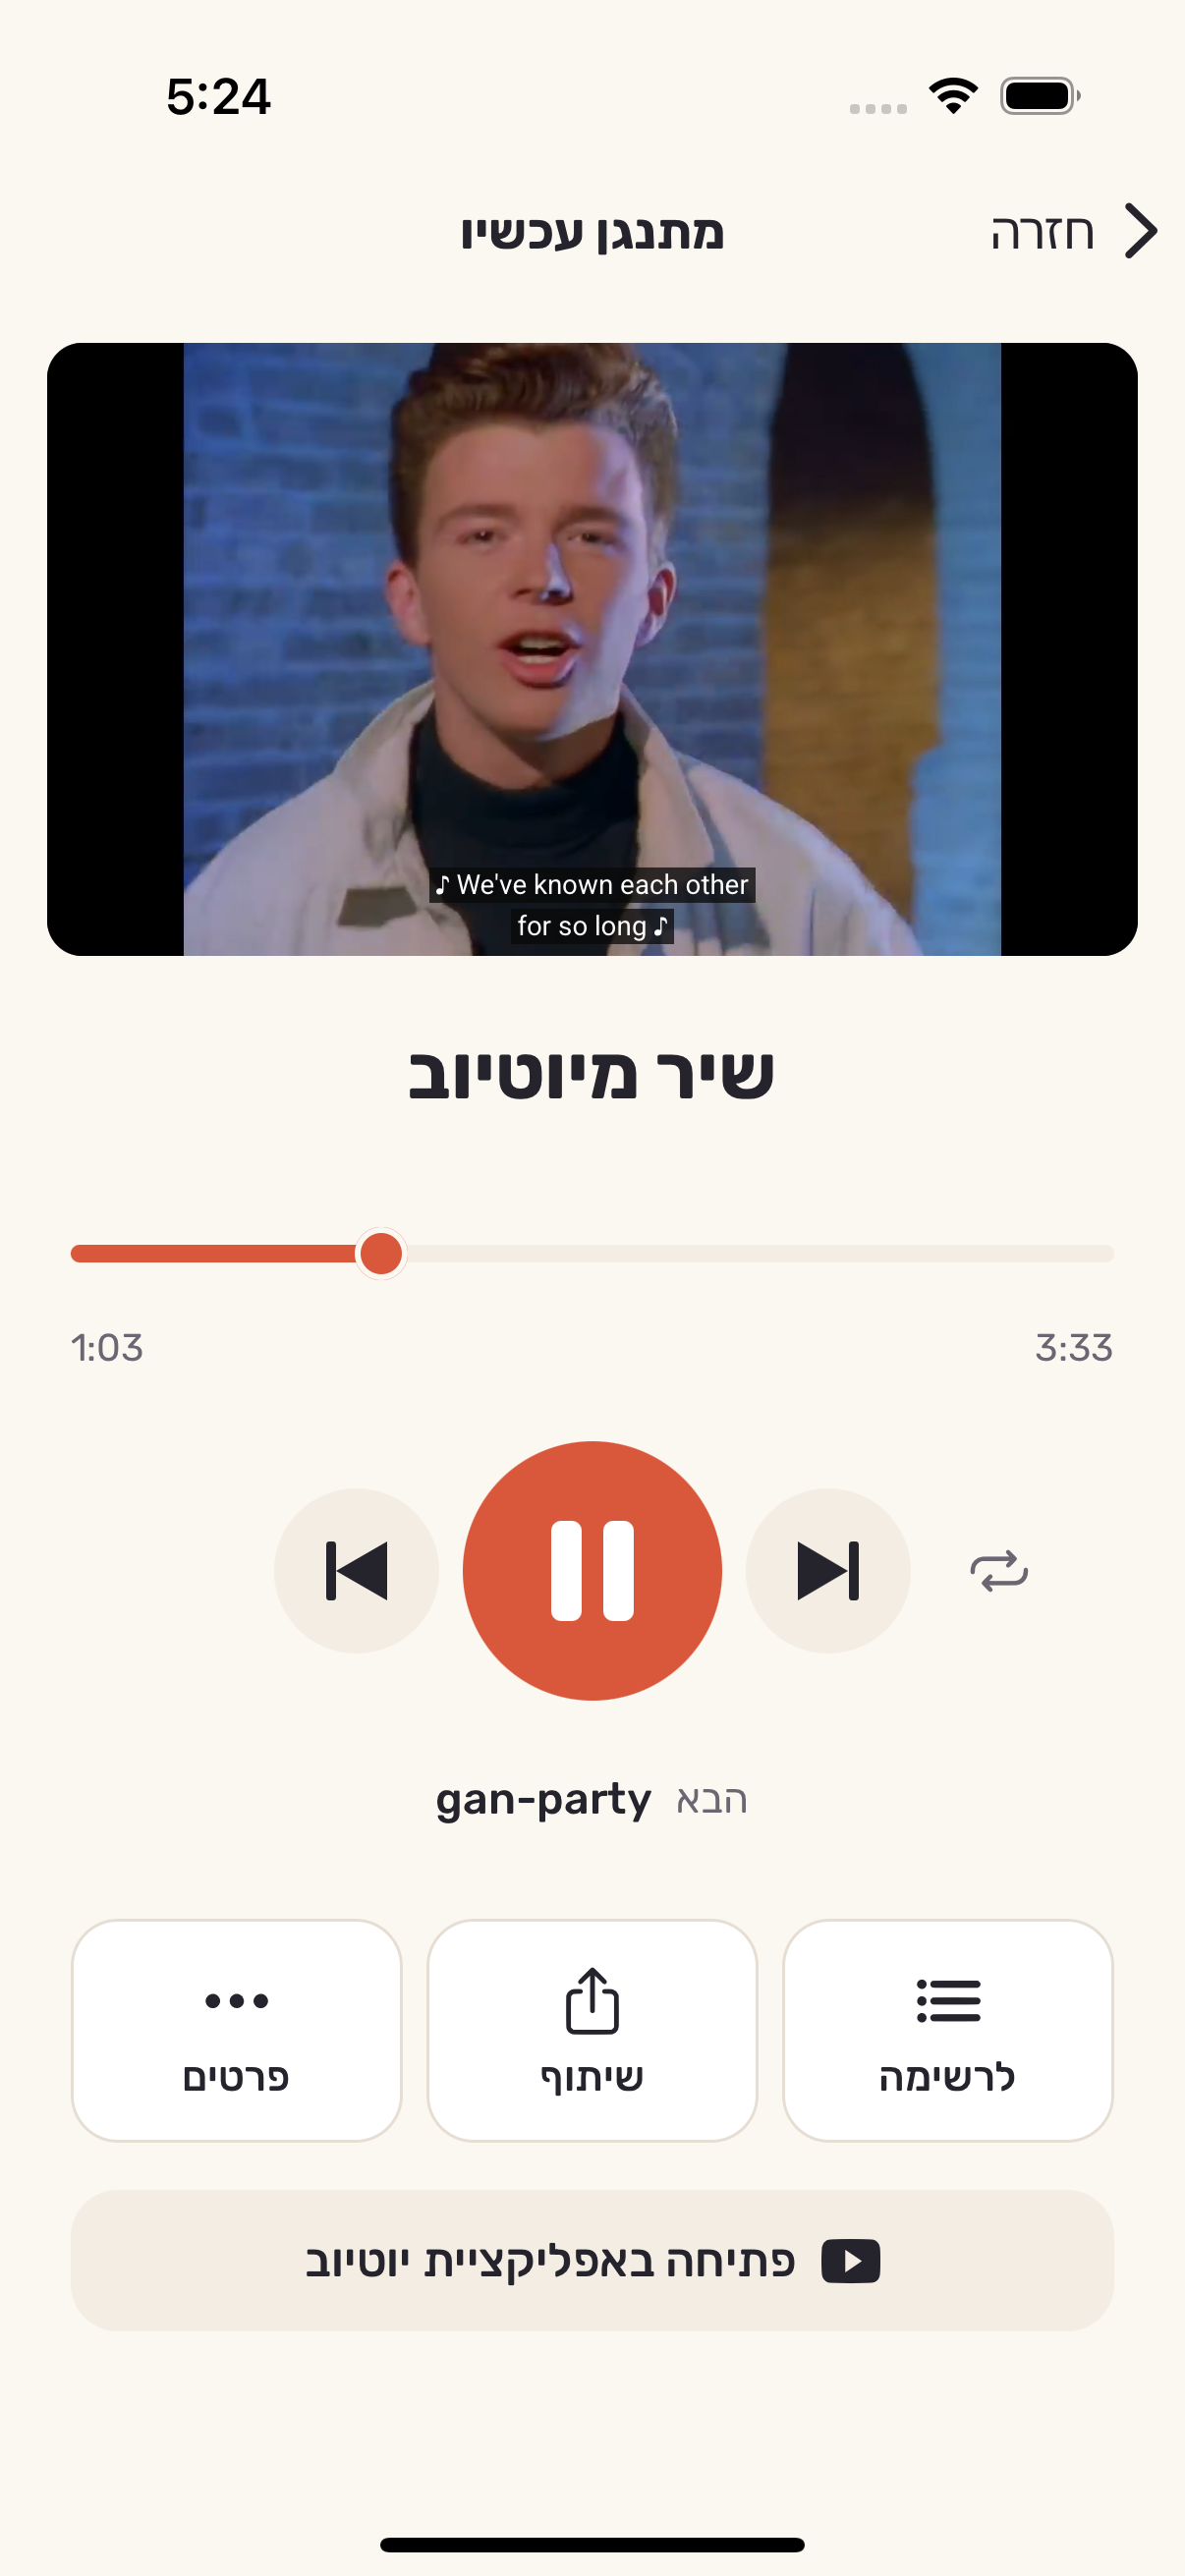 5:24
חזרה
מתנגן עכשיו
♪ We've known each other
for so long ♪
שיר מיוטיוב
1:03 3:33
הבא gan-party
לרשימה שיתוף פרטים
פתיחה באפליקציית יוטיוב